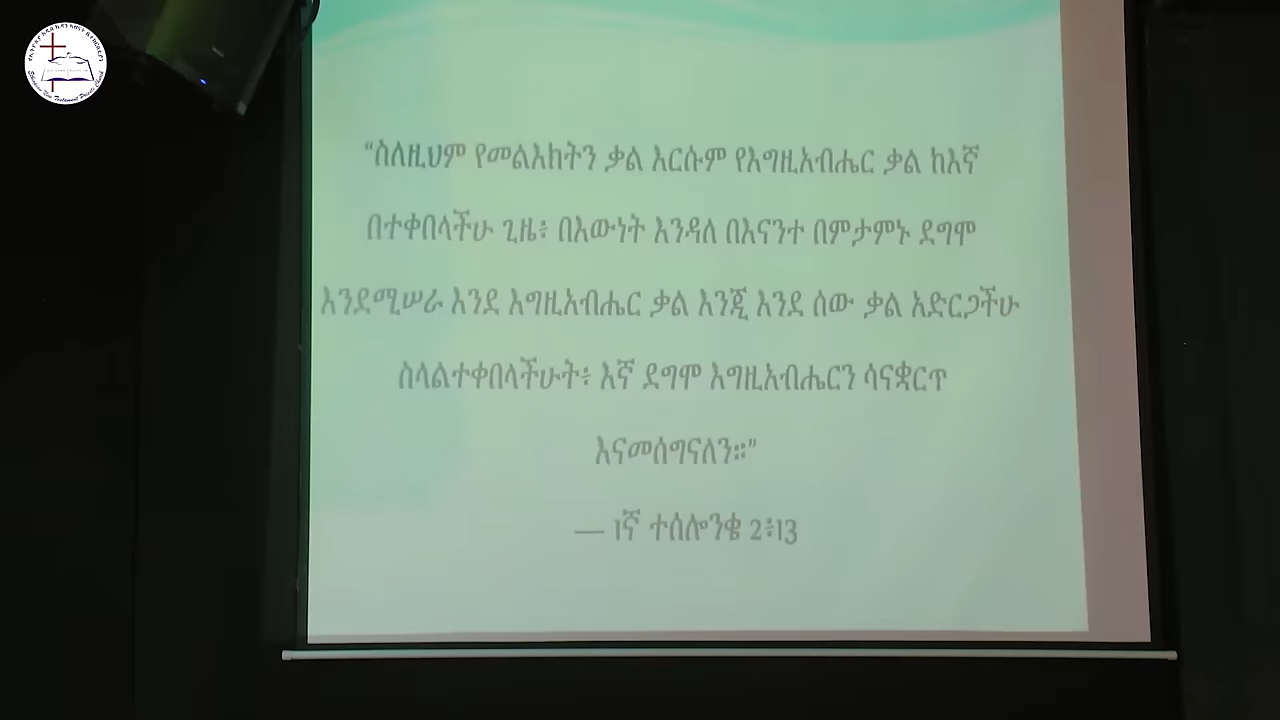 “ስለዚህም የመልእክትን ቃል እርሱም የእግዚአብሔር ቃል ከእኛ
በተቀበላችሁ ጊዜ፥ በእውነት እንዳለ በእናንተ በምታምኑ ደግሞ
እንደሚሠራ እንደ እግዚአብሔር ቃል እንጂ እንደ ሰው ቃል አድርጋችሁ
ስላልተቀበላችሁት፥ እኛ ደግሞ እግዚአብሔርን ሳናቋርጥ
እናመሰግናለን።”
— 1ኛ ተሰሎንቄ 2፥13